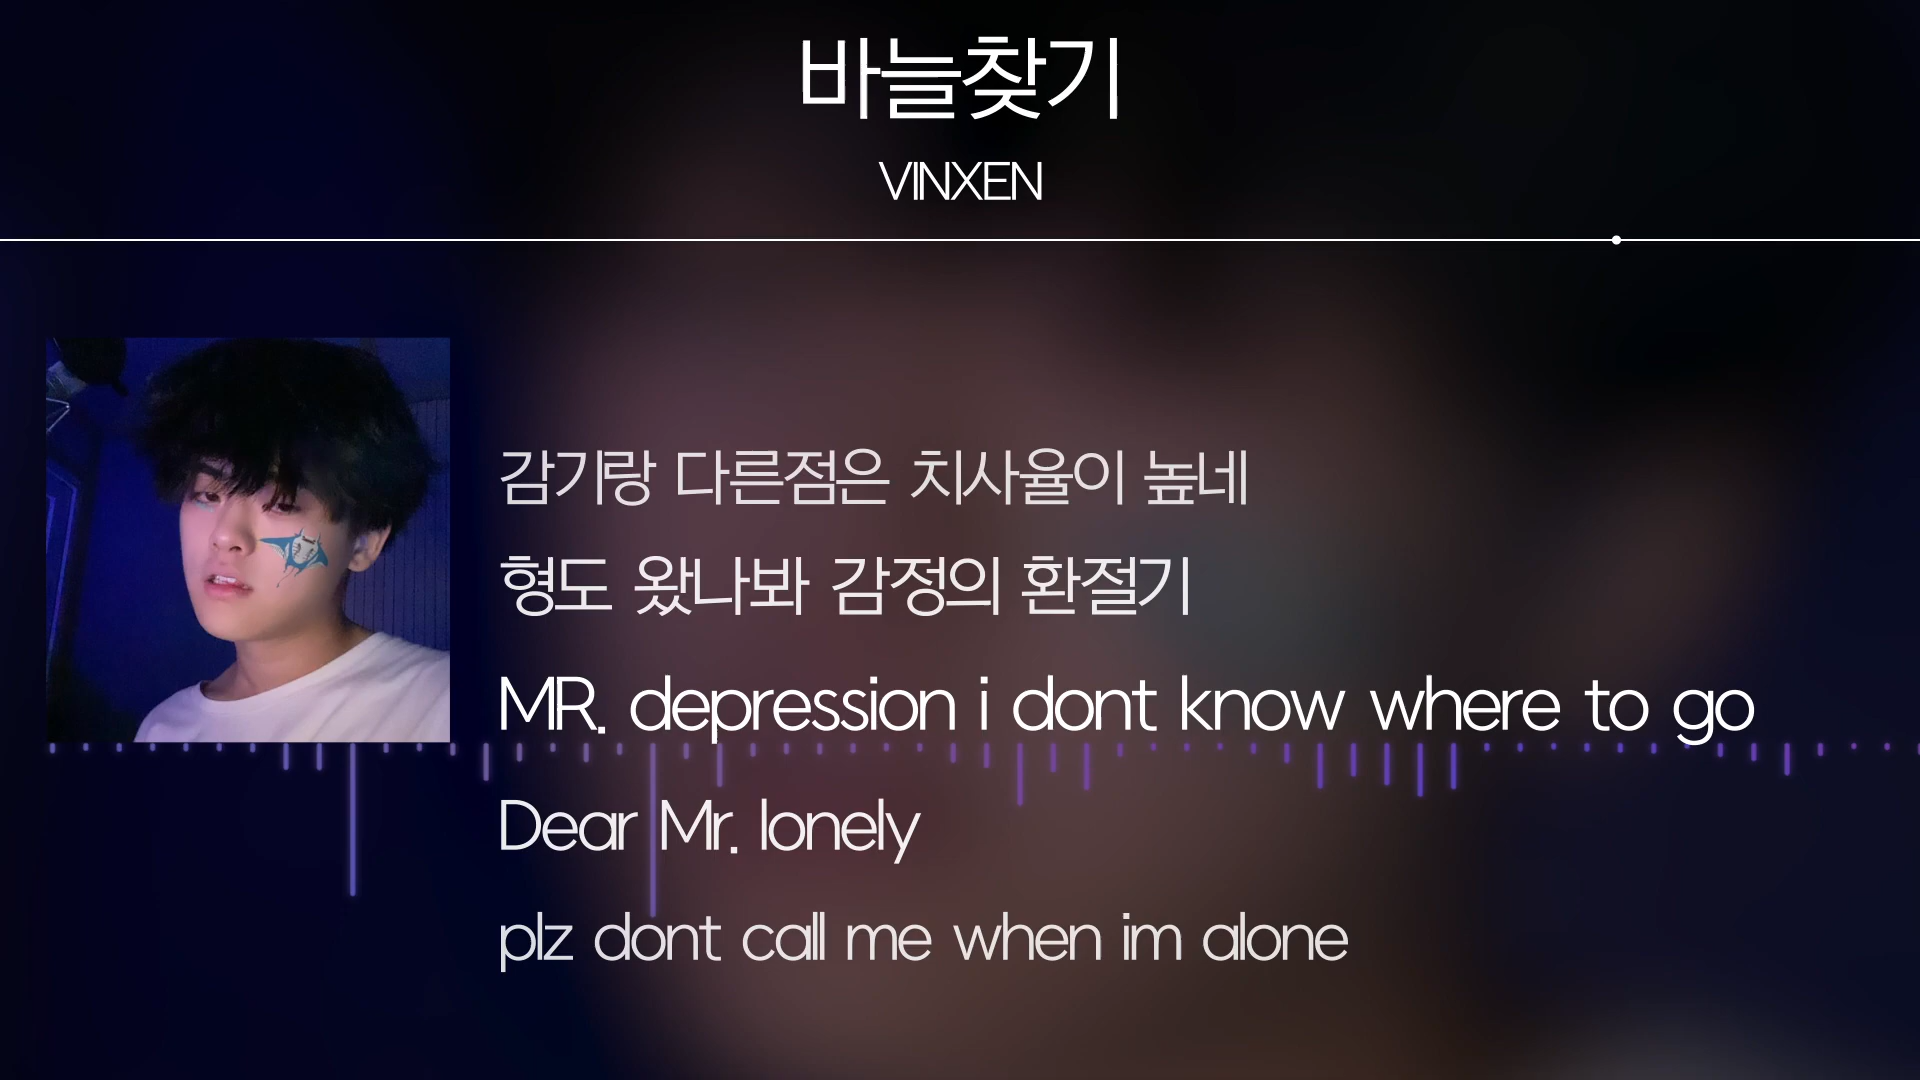 바늘찾기
VINXEN
감기랑 다른점은 치사율이 높네
형도 왔나봐 감정의 환절기
MR. depression i dont know where to go
Dear Mr. lonely
plz dont call me when im alone